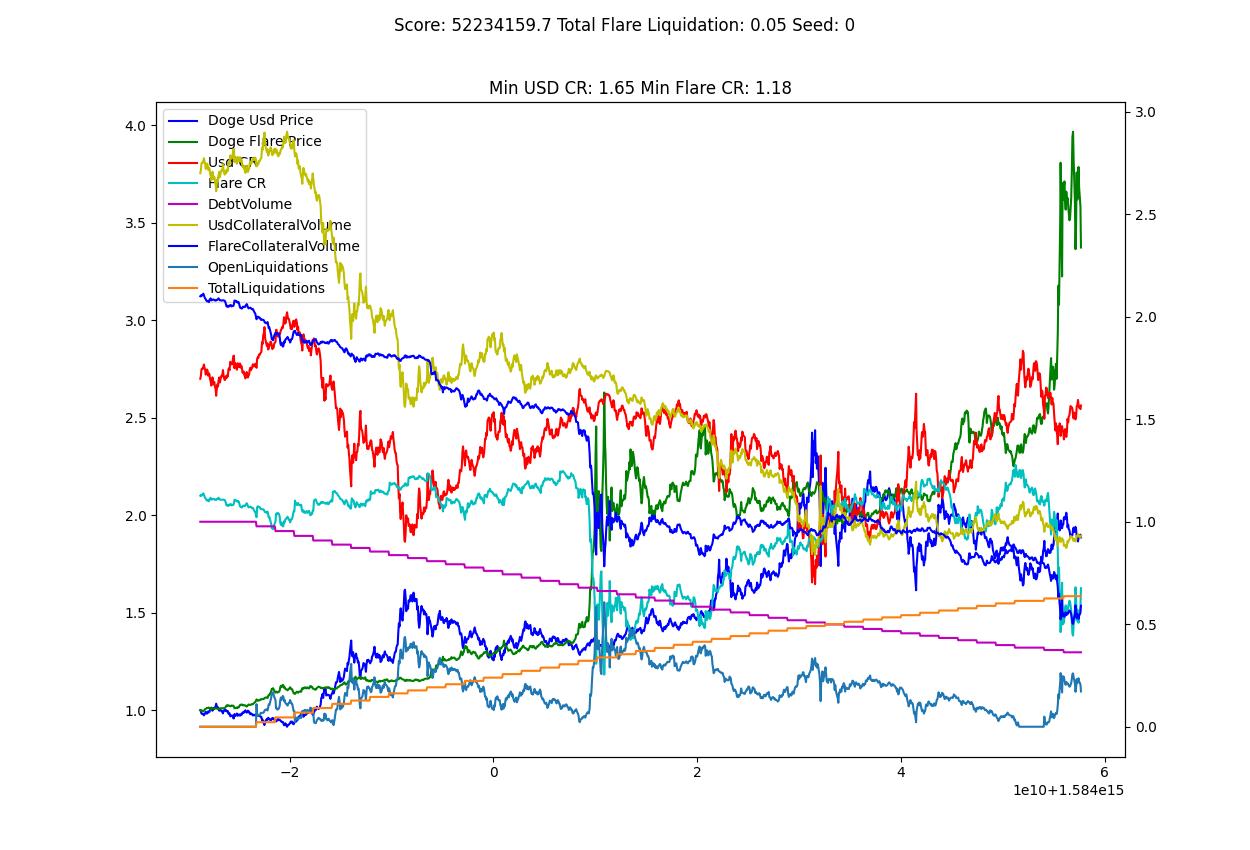 Score: 52234159.7 Total Flare Liquidation: 0.05 Seed: 0
Min USD CR: 1.65 Min Flare CR: 1.18
Doge Usd Price
Doge Flare Price
Usd CR
Flare CR
DebtVolume
UsdCollateralVolume
FlareCollateralVolume
OpenLiquidations
TotalLiquidations
4.0
3.5
3.0
2.5
2.0
1.5
1.0
3.0
2.5
2.0
1.5
1.0
0.5
0.0
−2
0
2
4
6
1e10+1.584e15